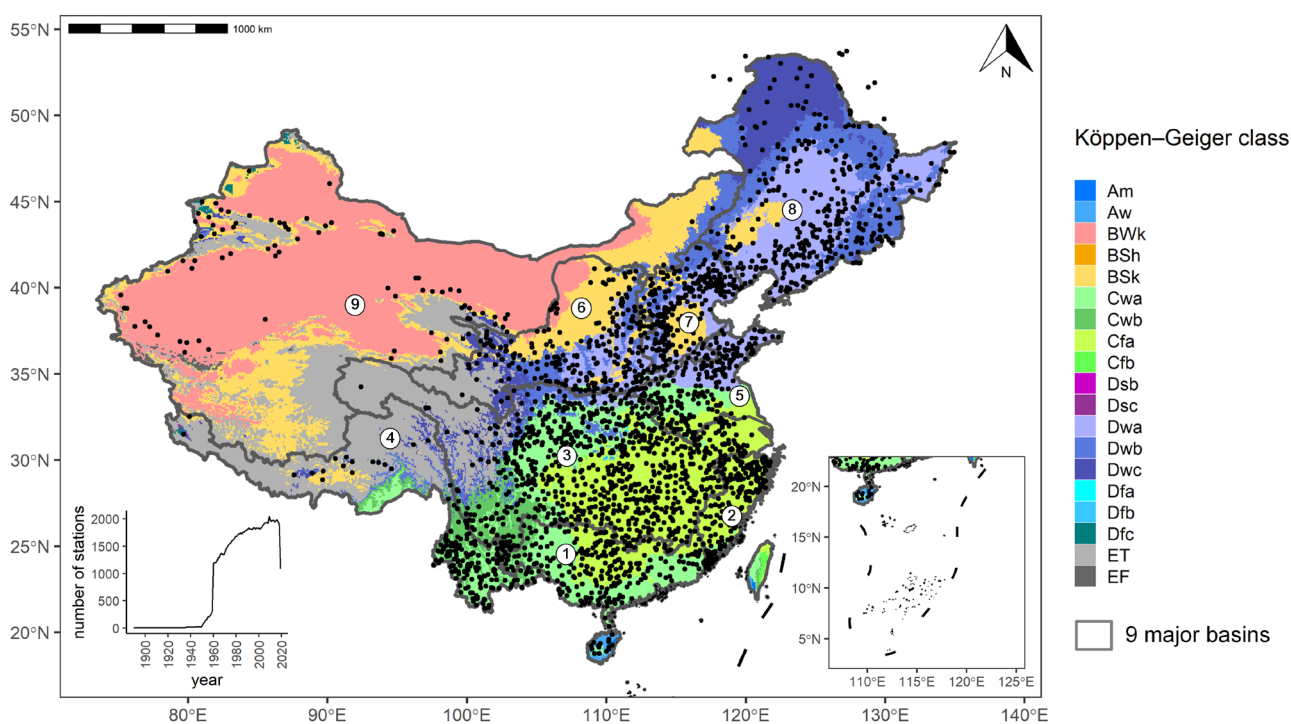 55°N
50°N
45°N
40°N
35°N
30°N
25°N
20°N
1000 km
N
8
9
6
7
5
4
3
2
1
number of stations
2000
1500
1000
500
0
1900
1920
1940
1960
1980
2000
2020
year
20°N
15°N
10°N
5°N
110°E
115°E
120°E
125°E
80°E
90°E
100°E
110°E
120°E
130°E
140°E
Köppen–Geiger class
Am
Aw
BWk
BSh
BSk
Cwa
Cwb
Cfa
Cfb
Dsb
Dsc
Dwa
Dwb
Dwc
Dfa
Dfb
Dfc
ET
EF
9 major basins